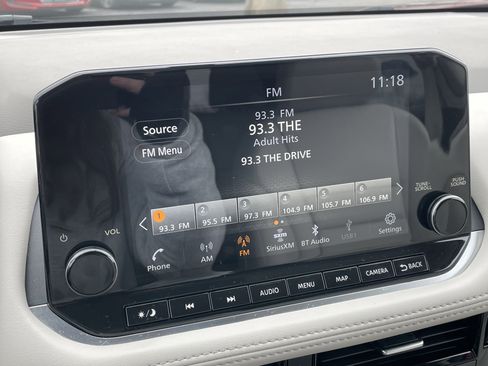 FM
11:18
93.3 FM
Source
93.3 THE
Adult Hits
FM Menu
93.3 THE DRIVE
TUNE·
SCROLL
PUSH
SOUND
VOL
1 2 3 4 5 6
93.3 FM 95.5 FM 97.3 FM 104.9 FM 105.7 FM 106.9 FM
Phone
AM
FM
sxm
SiriusXM
BT Audio
USB1
Settings
AUDIO
MENU
MAP
CAMERA
BACK